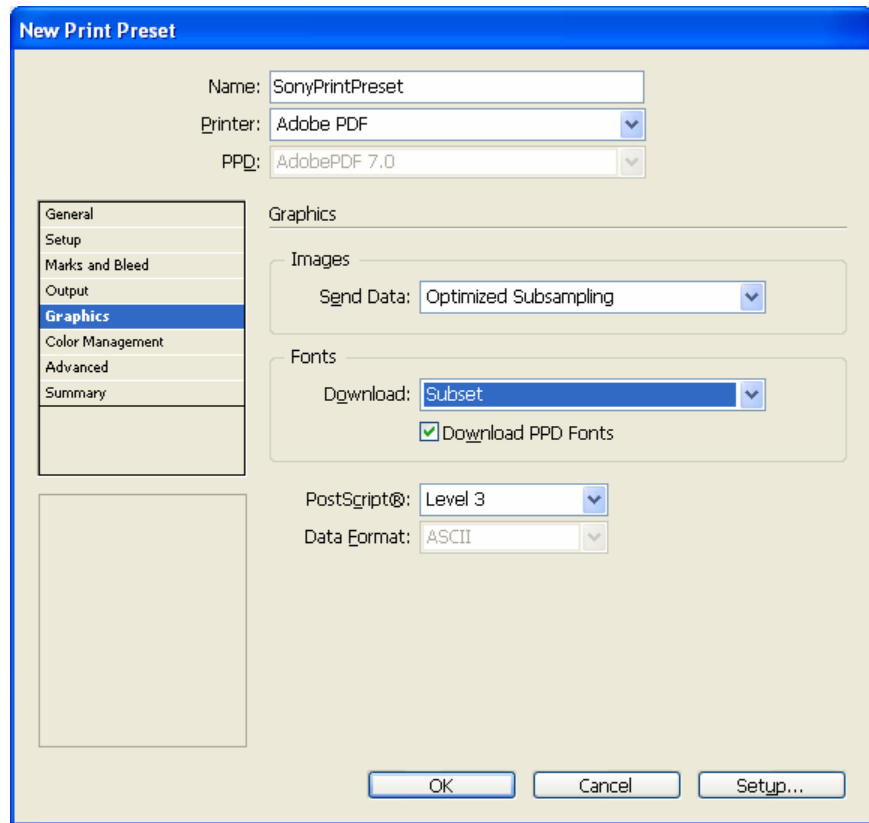 New Print Preset
Name: SonyPrintPreset
Printer: Adobe PDF
PPD: AdobePDF 7.0
General
Setup
Marks and Bleed
Output
Graphics
Color Management
Advanced
Summary
Graphics
Images
Send Data: Optimized Subsampling
Fonts
Download: Subset
Download PPD Fonts
PostScript®: Level 3
Data Format: ASCII
OK
Cancel
Setup...